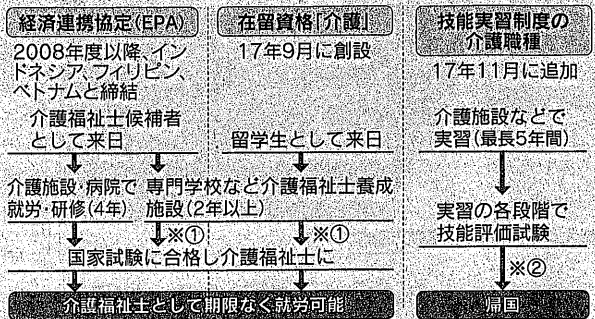 経済連携協定(EPA)
2008年度以降、イン
ドネシア、フィリピン、
ベトナムと締結
介護福祉士候補者
として来日
介護施設・病院で
就労・研修(4年)
在留資格「介護」
17年9月に創設
留学生として来日
専門学校など介護福祉士養成
施設(2年以上)
※①
※①
国家試験に合格し介護福祉士に
介護福祉士として期限なく就労可能
技能実習制度の
介護職種
17年11月に追加
介護施設などで
実習(最長5年間)
実習の各段階で
技能評価試験
※②
帰国